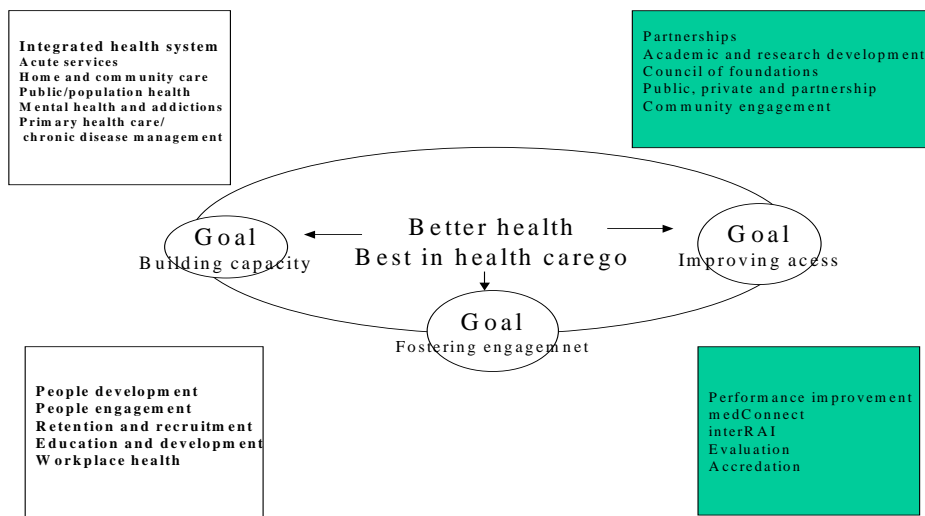 Integrated health system
Acute services
Home and community care
Public/population health
Mental health and addictions
Primary health care/
chronic disease management
Partnerships
Academic and research development
Council of foundations
Public, private and partnership
Community engagement
Goal
Building capacity
Better health
Best in health carego
Goal
Improving acess
Goal
Fostering engagemnet
People development
People engagement
Retention and recruitment
Education and development
Workplace health
Performance improvement
medConnect
interRAI
Evaluation
Accredation